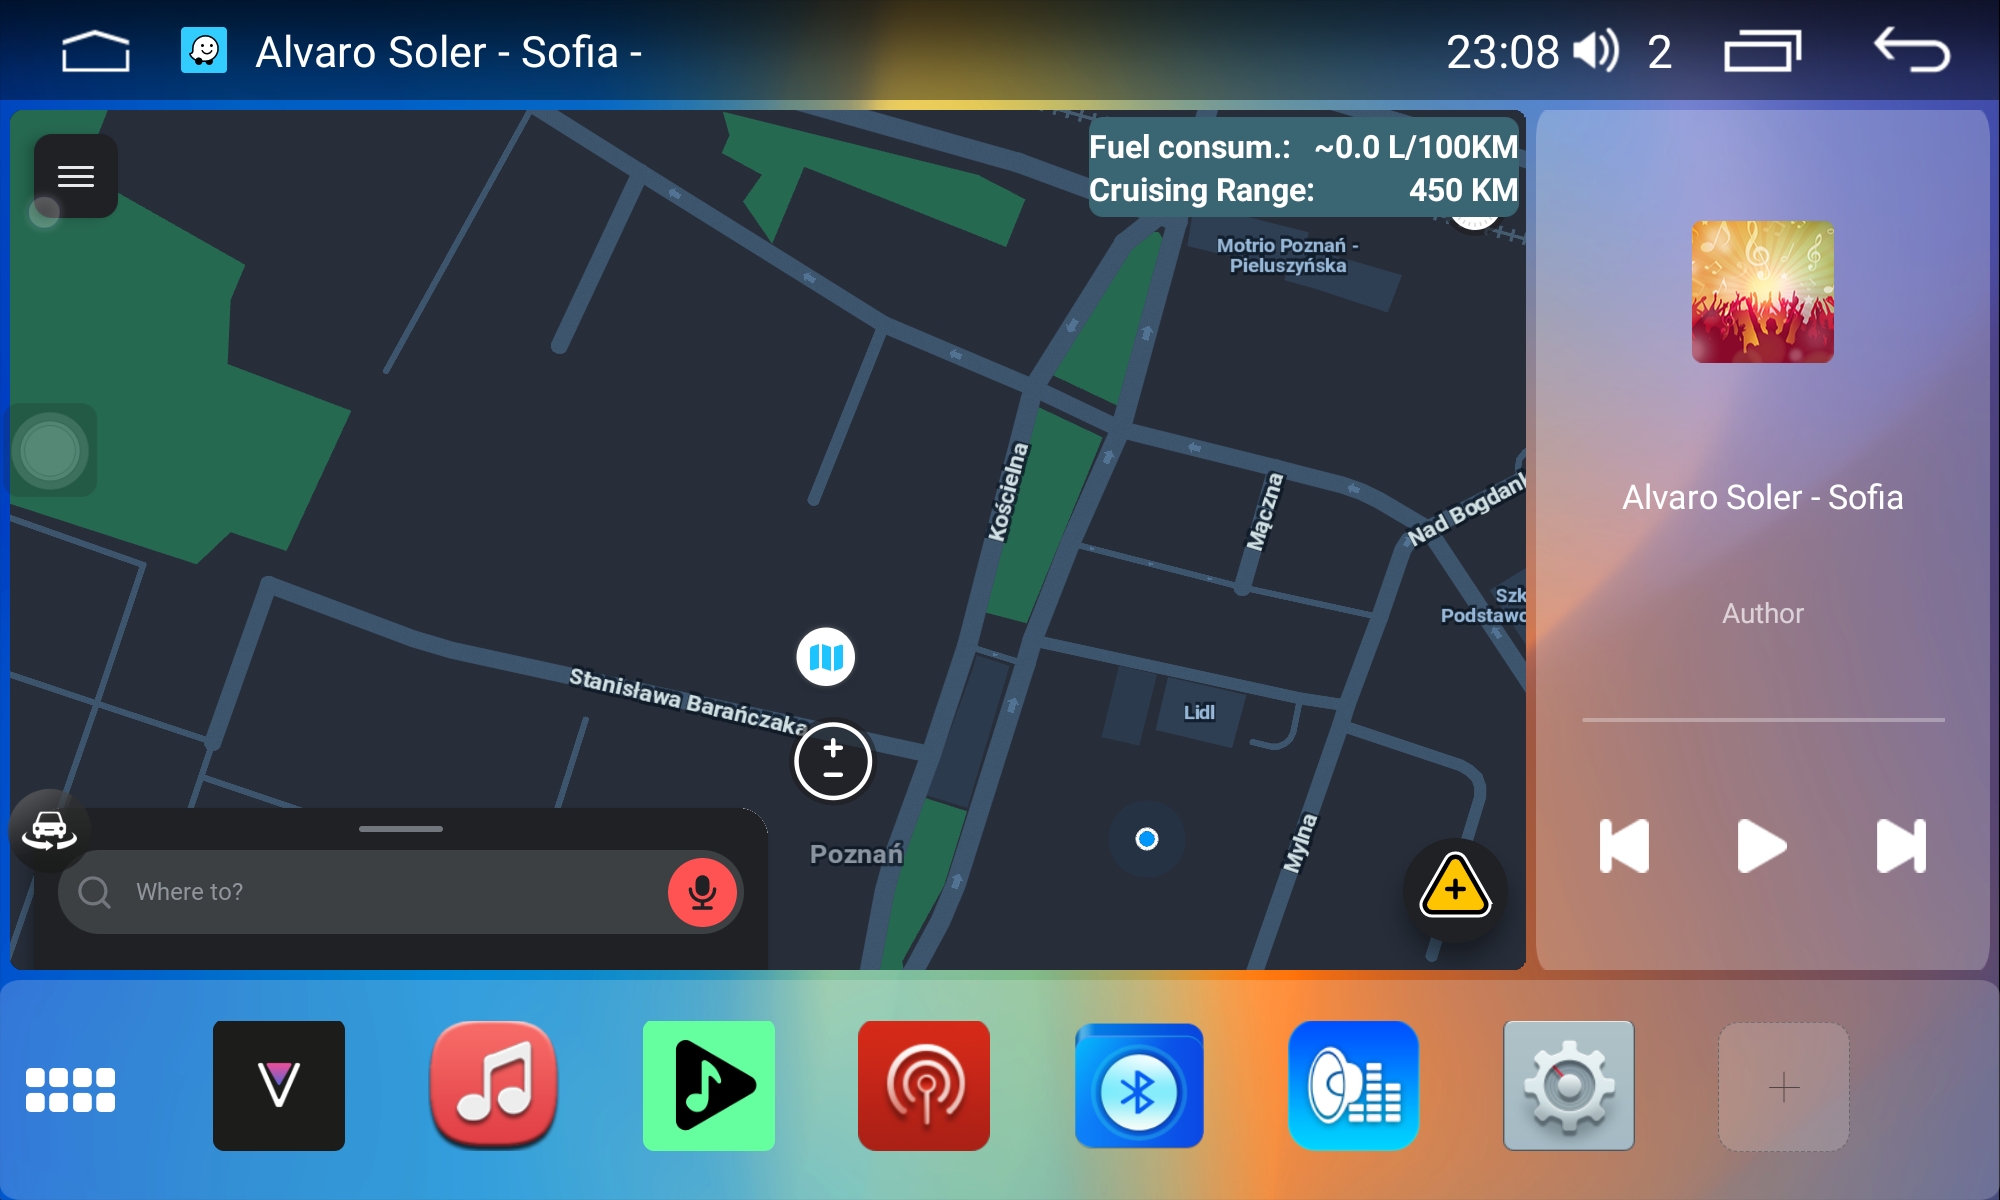 Alvaro Soler - Sofia -
23:08
2
Fuel consum.: ~0.0 L/100KM
Cruising Range: 450 KM
Motrio Poznań -
Pieluszyńska
Kościelna
Mączna
Nad Bogdank
Szk
Podstawo
Stanisława Barańczaka
Lidl
Mylna
Poznań
Where to?
Alvaro Soler - Sofia
Author